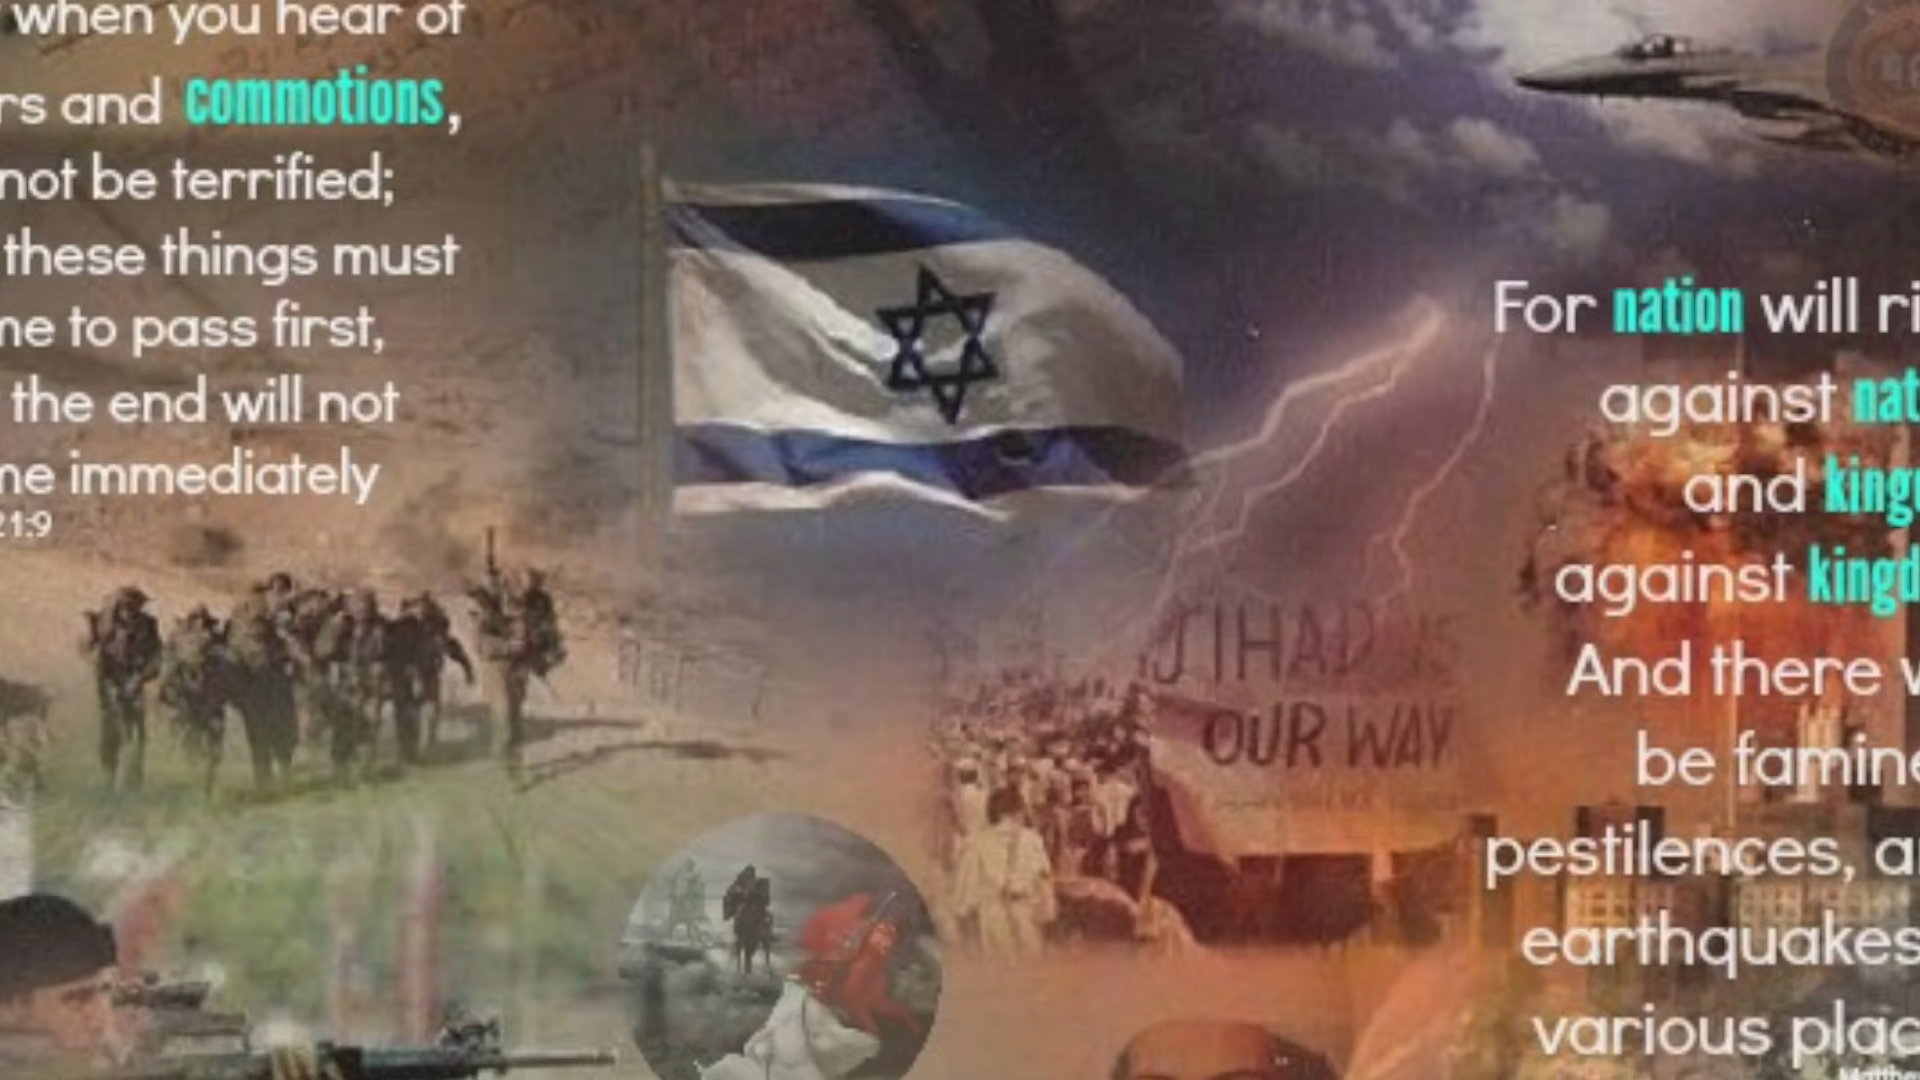 when you hear of
rs and commotions,
not be terrified;
these things must
me to pass first,
the end will not
me immediately
21:9
For nation will ri
against nat
and king
against kingd
And there w
be famine
pestilences, a
earthquakes
various plac
JIHAD IS
OUR WAY